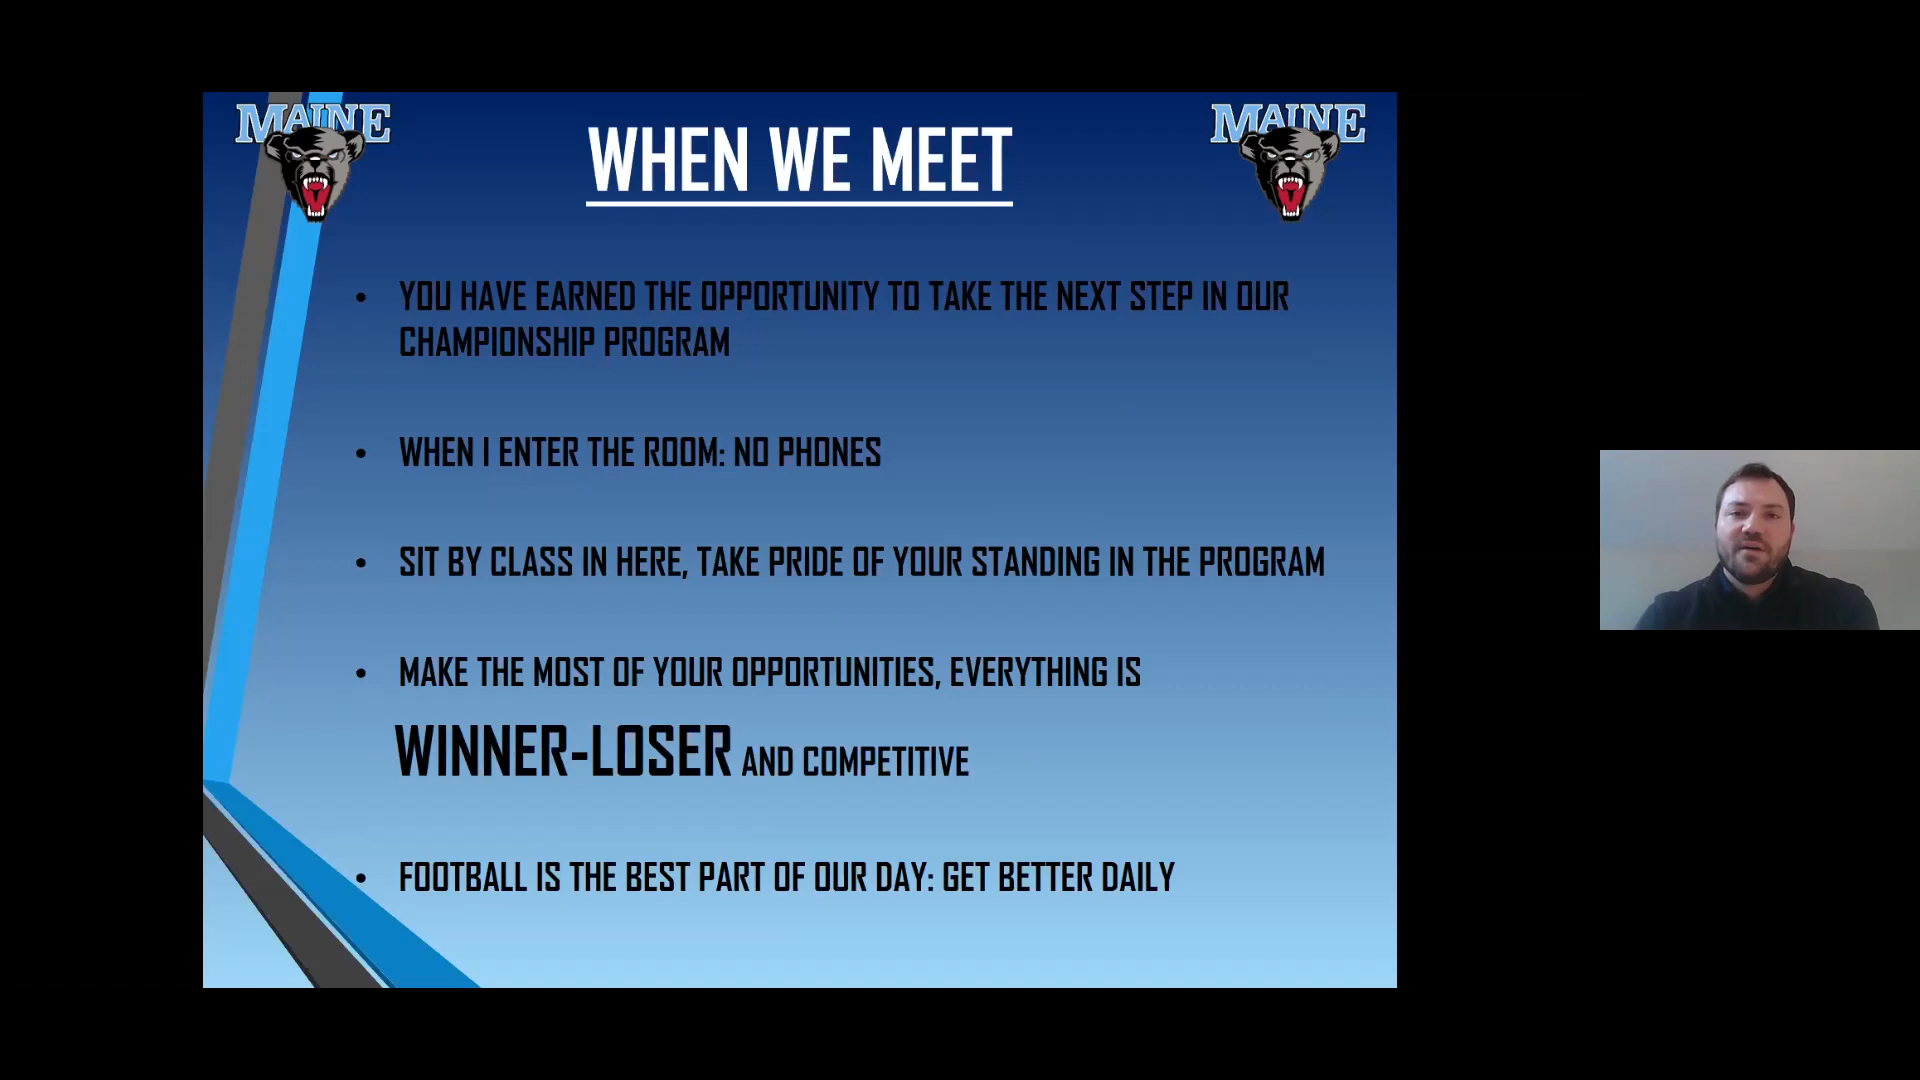 MAINE
MAINE
WHEN WE MEET
• YOU HAVE EARNED THE OPPORTUNITY TO TAKE THE NEXT STEP IN OUR
CHAMPIONSHIP PROGRAM
• WHEN I ENTER THE ROOM: NO PHONES
• SIT BY CLASS IN HERE, TAKE PRIDE OF YOUR STANDING IN THE PROGRAM
• MAKE THE MOST OF YOUR OPPORTUNITIES, EVERYTHING IS
WINNER-LOSER AND COMPETITIVE
• FOOTBALL IS THE BEST PART OF OUR DAY: GET BETTER DAILY